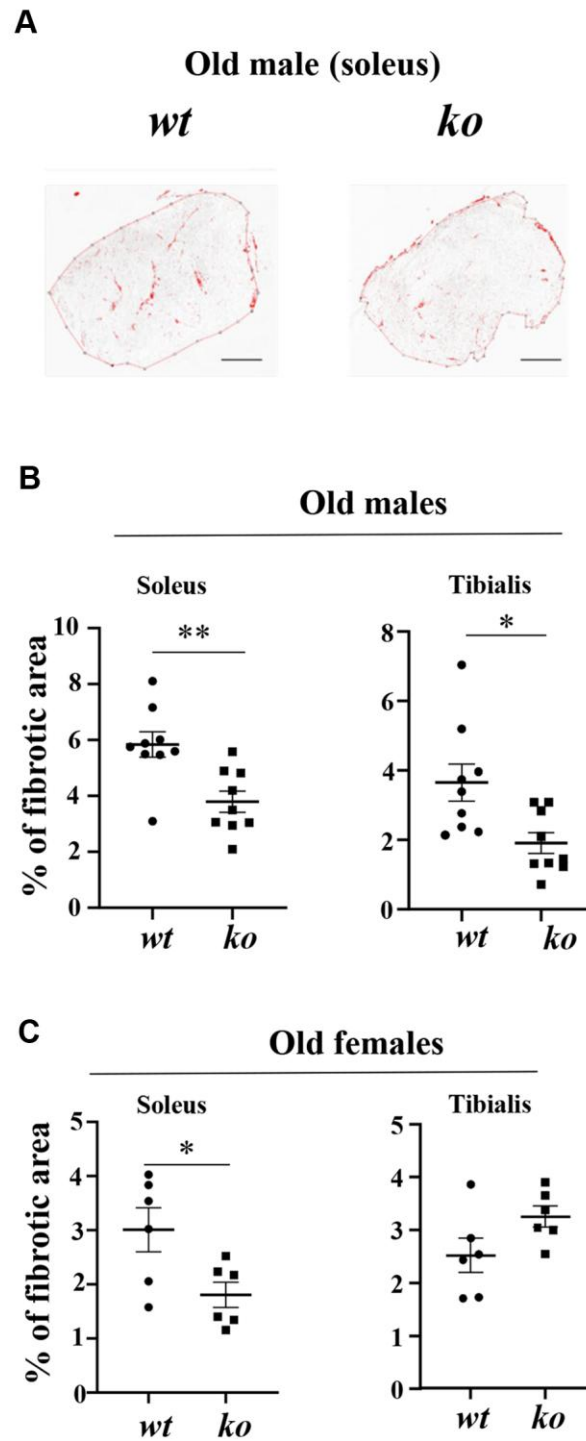 A
Old male (soleus)
wt ko
B
Old males
Soleus Tibialis
% of fibrotic area
10
8
6
4
2
0
**
wt ko
8
6
4
2
0
*
wt ko
C
Old females
Soleus Tibialis
% of fibrotic area
5
4
3
2
1
0
*
wt ko
5
4
3
2
1
0
wt ko